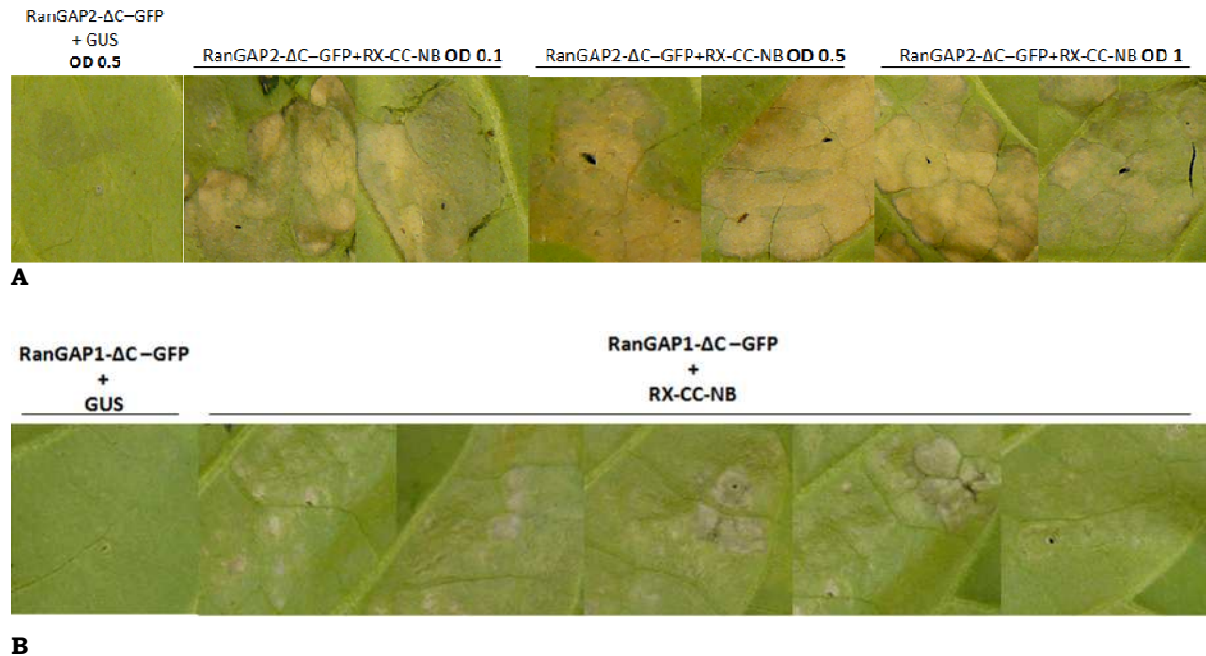 RanGAP2-ΔC–GFP
+ GUS
OD 0.5
RanGAP2-ΔC–GFP+RX-CC-NB OD 0.1
RanGAP2-ΔC–GFP+RX-CC-NB OD 0.5
RanGAP2-ΔC–GFP+RX-CC-NB OD 1
A
RanGAP1-ΔC–GFP
+
GUS
RanGAP1-ΔC–GFP
+
RX-CC-NB
B